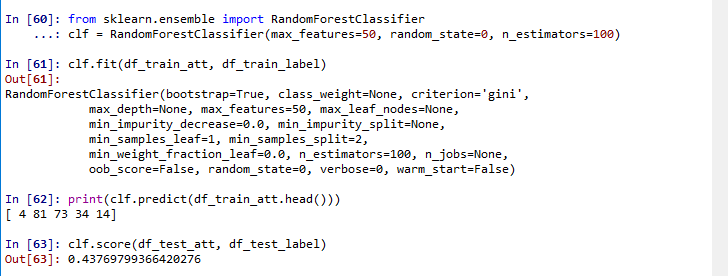 In [60]: from sklearn.ensemble import RandomForestClassifier
    ...: clf = RandomForestClassifier(max_features=50, random_state=0, n_estimators=100)
In [61]: clf.fit(df_train_att, df_train_label)
Out[61]:
RandomForestClassifier(bootstrap=True, class_weight=None, criterion='gini',
            max_depth=None, max_features=50, max_leaf_nodes=None,
            min_impurity_decrease=0.0, min_impurity_split=None,
            min_samples_leaf=1, min_samples_split=2,
            min_weight_fraction_leaf=0.0, n_estimators=100, n_jobs=None,
            oob_score=False, random_state=0, verbose=0, warm_start=False)
In [62]: print(clf.predict(df_train_att.head()))
[ 4 81 73 34 14]
In [63]: clf.score(df_test_att, df_test_label)
Out[63]: 0.43769799366420276